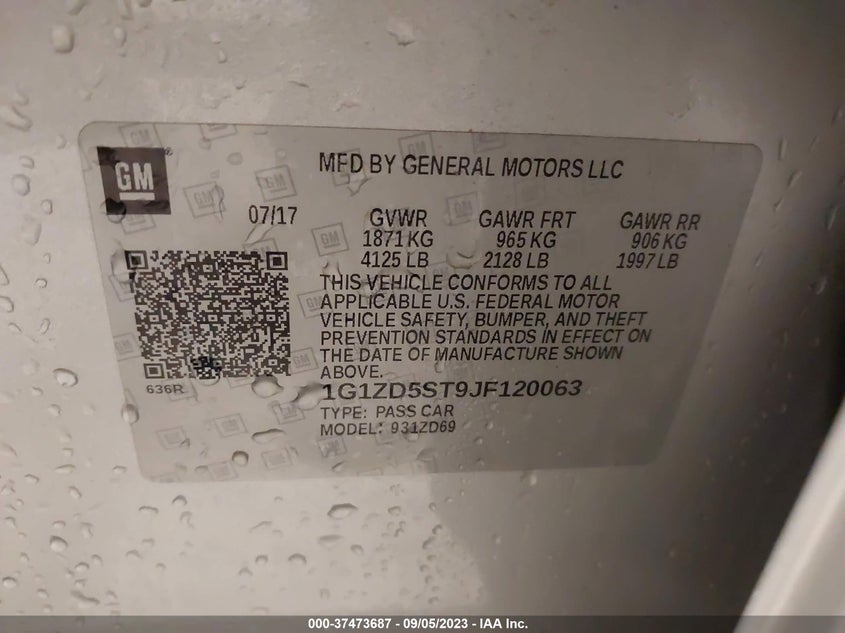 GM
MFD BY GENERAL MOTORS LLC
07/17 GVWR GAWR FRT GAWR RR
1871 KG 965 KG 906 KG
4125 LB 2128 LB 1997 LB
THIS VEHICLE CONFORMS TO ALL
APPLICABLE U.S. FEDERAL MOTOR
VEHICLE SAFETY, BUMPER, AND THEFT
PREVENTION STANDARDS IN EFFECT ON
THE DATE OF MANUFACTURE SHOWN
ABOVE.
636R
1G1ZD5ST9JF120063
TYPE: PASS CAR
MODEL: 931ZD69
000-37473687 - 09/05/2023 - IAA Inc.